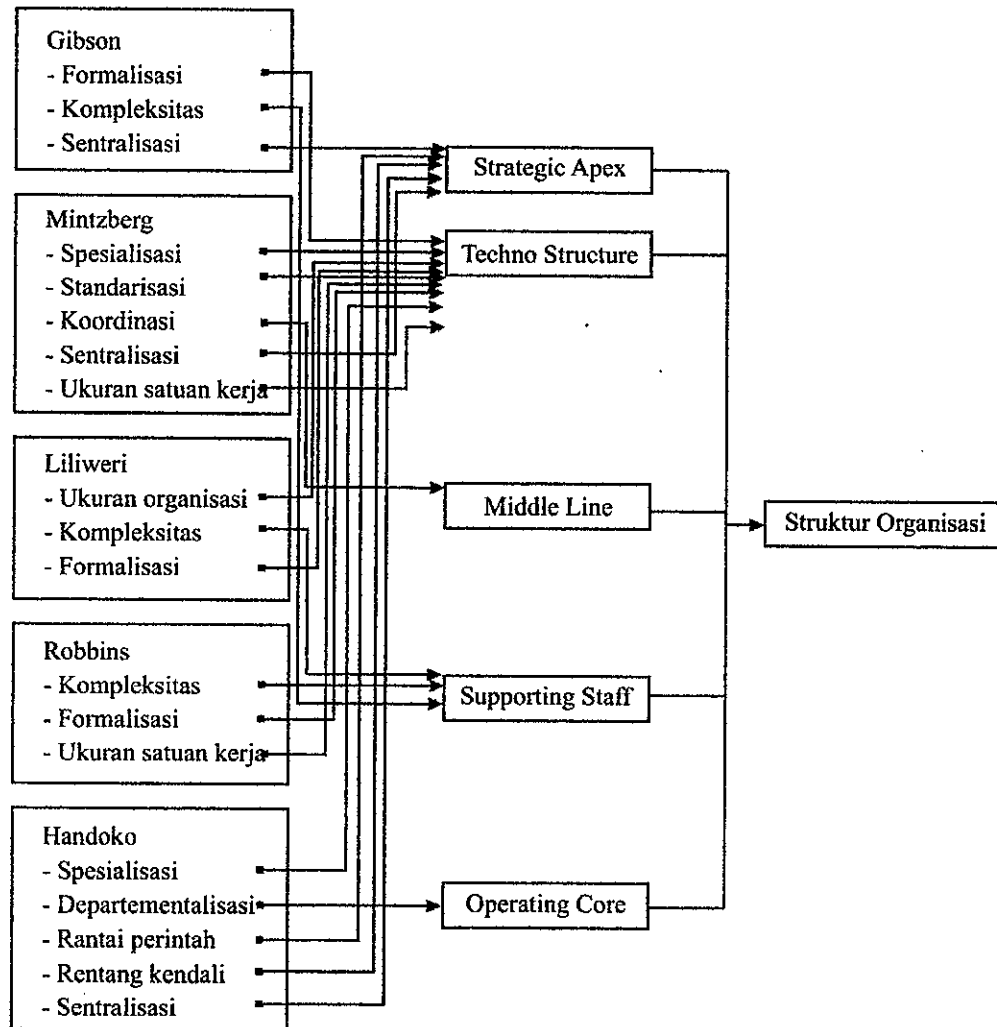 Gibson
- Formalisasi
- Kompleksitas
- Sentralisasi
Mintzberg
- Spesialisasi
- Standarisasi
- Koordinasi
- Sentralisasi
- Ukuran satuan kerja
Liliweri
- Ukuran organisasi
- Kompleksitas
- Formalisasi
Robbins
- Kompleksitas
- Formalisasi
- Ukuran satuan kerja
Handoko
- Spesialisasi
- Departementalisasi
- Rantai perintah
- Rentang kendali
- Sentralisasi
Strategic Apex
Techno Structure
Middle Line
Supporting Staff
Operating Core
Struktur Organisasi